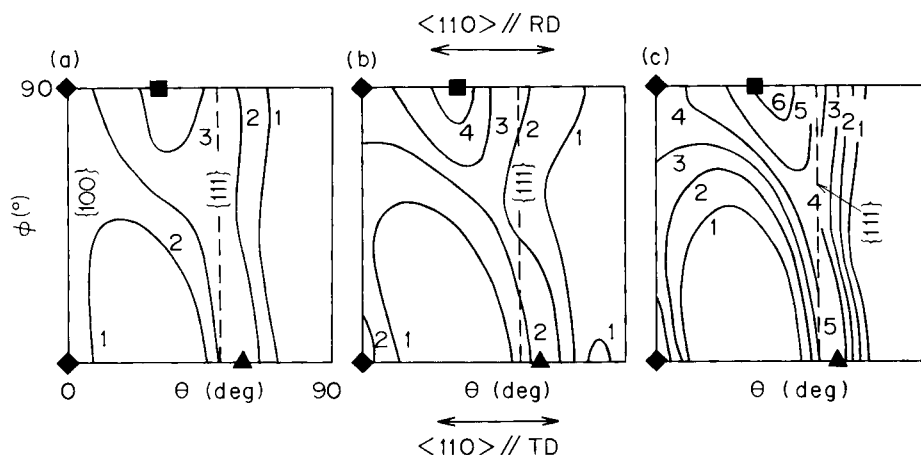 <110> // RD
(a) (b) (c)
90
3 2 1
4 3 2 1
4 6 5 3 2 1
{100} {111}
{111}
3
2
1
4
{111}
φ(°)
2
1
2 1 2 1
5
0 θ (deg) 90
θ (deg)
θ (deg)
<110> // TD